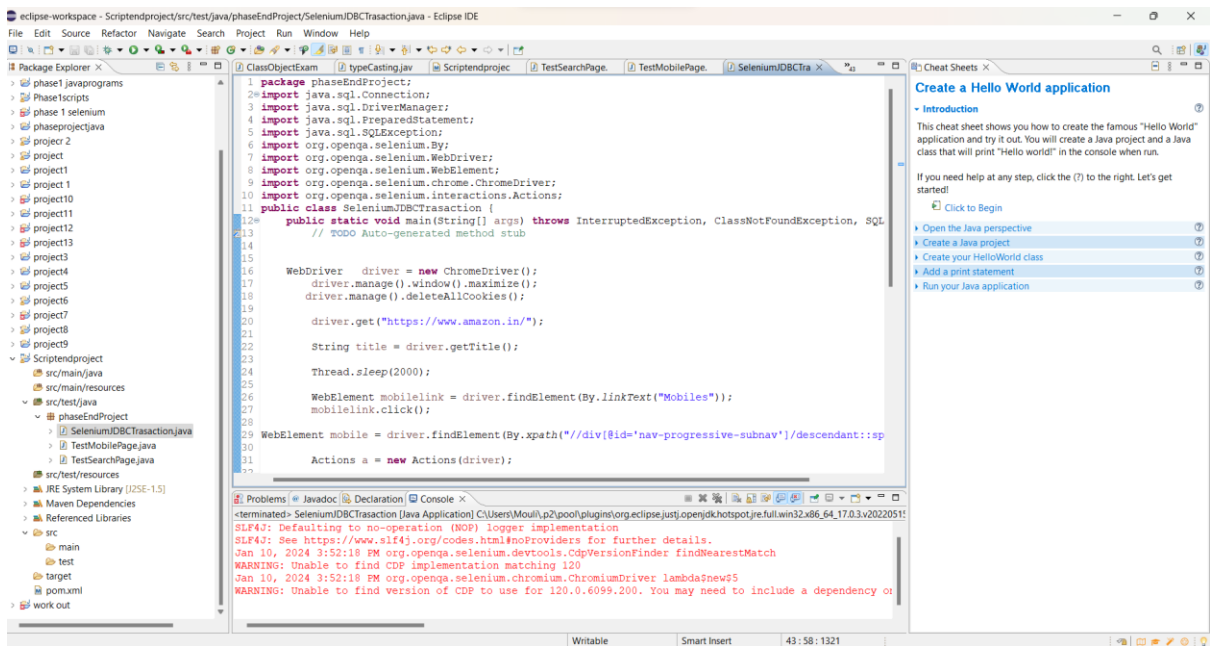 eclipse-workspace - Scriptendproject/src/test/java/phaseEndProject/SeleniumJDBCTrasaction.java - Eclipse IDE
File Edit Source Refactor Navigate Search Project Run Window Help
Package Explorer
phase1 javaprograms
Phase1scripts
phase 1 selenium
phaseprojectjava
projecr 2
project
project1
project 1
project10
project11
project12
project13
project3
project4
project5
project6
project7
project8
project9
Scriptendproject
src/main/java
src/main/resources
src/test/java
phaseEndProject
SeleniumJDBCTrasaction.java
TestMobilePage.java
TestSearchPage.java
src/test/resources
JRE System Library [J2SE-1.5]
Maven Dependencies
Referenced Libraries
src
main
test
target
pom.xml
work out
ClassObjectExam typeCasting.jav Scriptendprojec TestSearchPage. TestMobilePage. SeleniumJDBCTra
1 package phaseEndProject;
2 import java.sql.Connection;
3 import java.sql.DriverManager;
4 import java.sql.PreparedStatement;
5 import java.sql.SQLException;
6 import org.openqa.selenium.By;
7 import org.openqa.selenium.WebDriver;
8 import org.openqa.selenium.WebElement;
9 import org.openqa.selenium.chrome.ChromeDriver;
10 import org.openqa.selenium.interactions.Actions;
11 public class SeleniumJDBCTrasaction {
12 public static void main(String[] args) throws InterruptedException, ClassNotFoundException, SQL
13 // TODO Auto-generated method stub
14
15
16 WebDriver driver = new ChromeDriver();
17 driver.manage().window().maximize();
18 driver.manage().deleteAllCookies();
19
20 driver.get("https://www.amazon.in/");
21
22 String title = driver.getTitle();
23
24 Thread.sleep(2000);
25
26 WebElement mobilelink = driver.findElement(By.linkText("Mobiles"));
27 mobilelink.click();
28
29 WebElement mobile = driver.findElement(By.xpath("//div[@id='nav-progressive-subnav']/descendant::sp
30
31 Actions a = new Actions(driver);
Problems Javadoc Declaration Console
<terminated> SeleniumJDBCTrasaction [Java Application] C:\Users\Mouli\.p2\pool\plugins\org.eclipse.justj.openjdk.hotspot.jre.full.win32.x86_64_17.0.3.v2022051
SLF4J: Defaulting to no-operation (NOP) logger implementation
SLF4J: See https://www.slf4j.org/codes.html#noProviders for further details.
Jan 10, 2024 3:52:18 PM org.openqa.selenium.devtools.CdpVersionFinder findNearestMatch
WARNING: Unable to find CDP implementation matching 120
Jan 10, 2024 3:52:18 PM org.openqa.selenium.chromium.ChromiumDriver lambda$new$5
WARNING: Unable to find version of CDP to use for 120.0.6099.200. You may need to include a dependency o
Cheat Sheets
Create a Hello World application
Introduction
This cheat sheet shows you how to create the famous "Hello World"
application and try it out. You will create a Java project and a Java
class that will print "Hello world!" in the console when run.
If you need help at any step, click the (?) to the right. Let's get
started!
Click to Begin
Open the Java perspective
Create a Java project
Create your HelloWorld class
Add a print statement
Run your Java application
Writable Smart Insert 43 : 58 : 1321